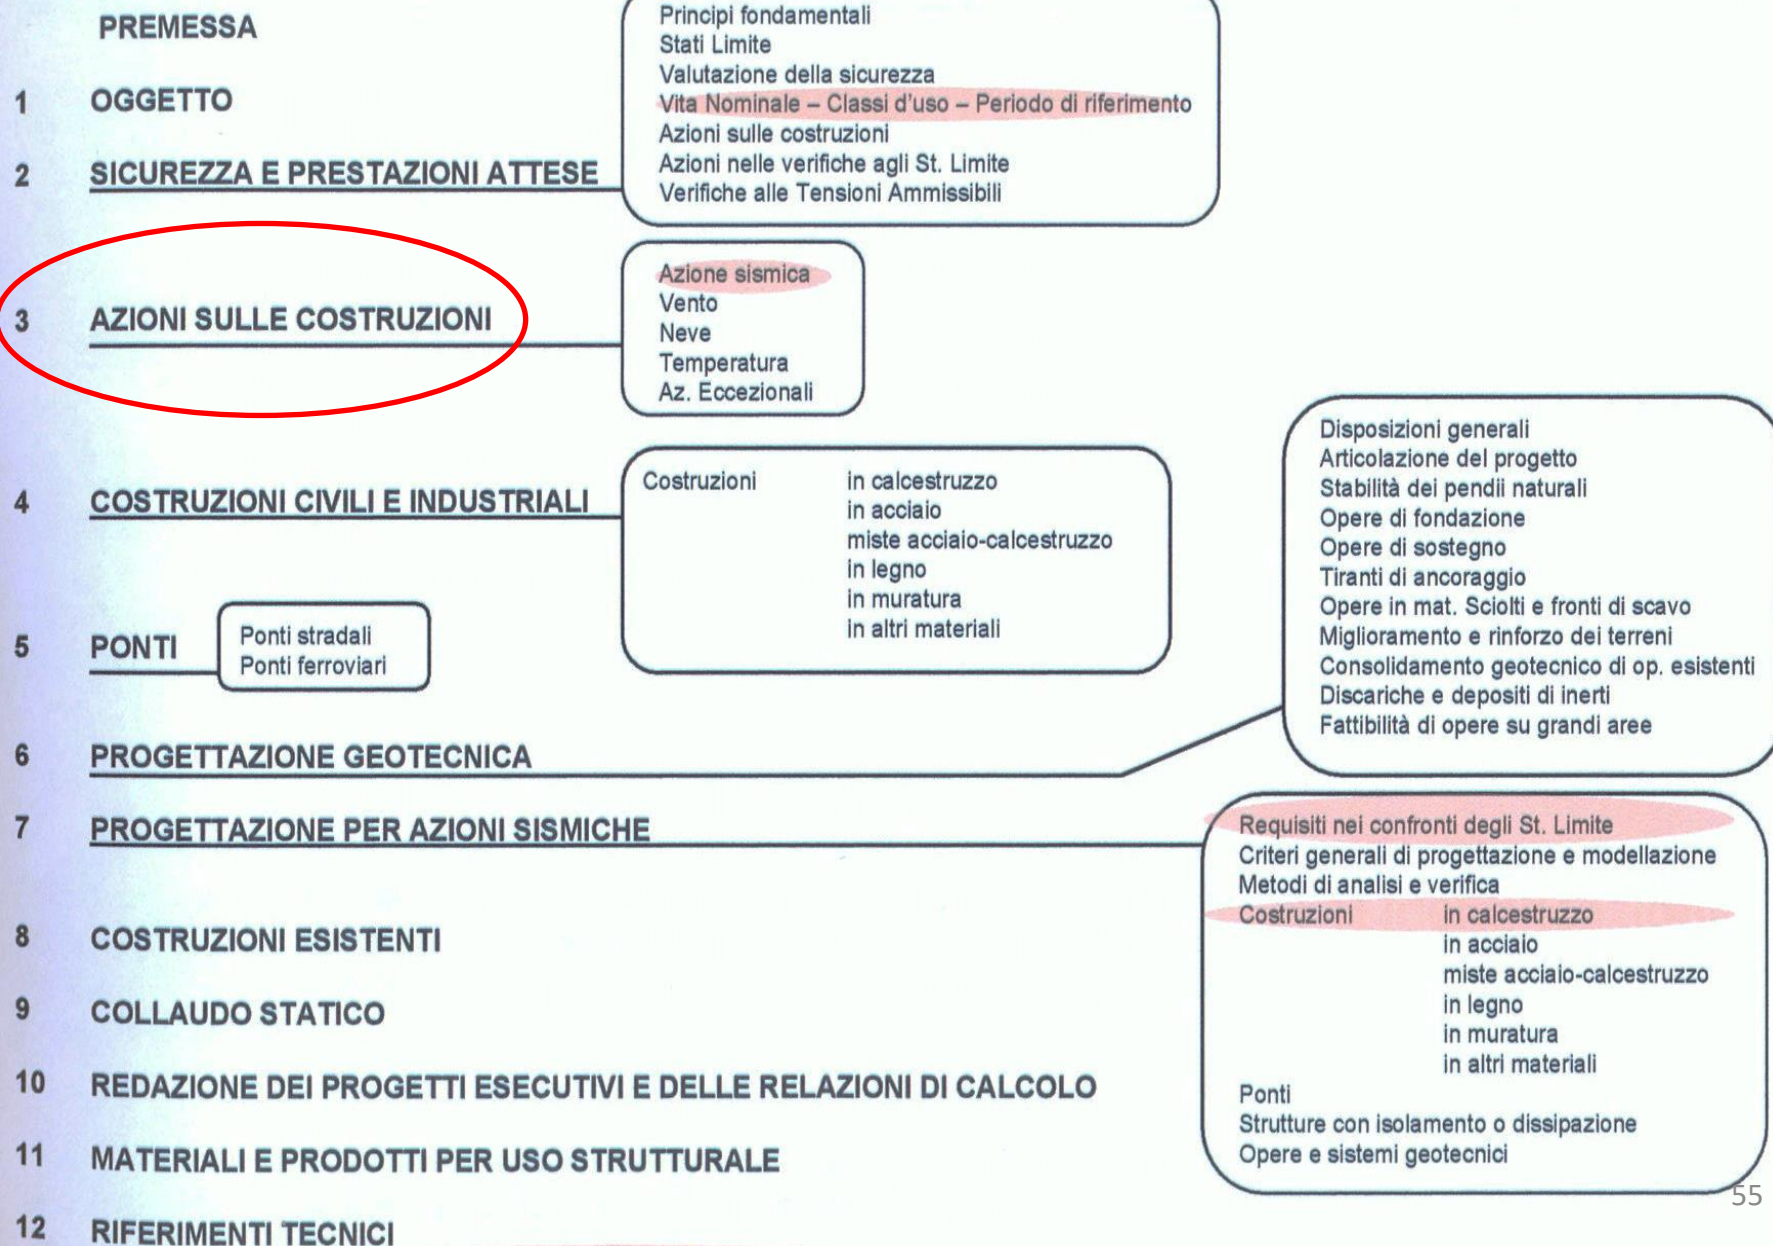 PREMESSA
1 OGGETTO
2 SICUREZZA E PRESTAZIONI ATTESE
Principi fondamentali
Stati Limite
Valutazione della sicurezza
Vita Nominale – Classi d'uso – Periodo di riferimento
Azioni sulle costruzioni
Azioni nelle verifiche agli St. Limite
Verifiche alle Tensioni Ammissibili
3 AZIONI SULLE COSTRUZIONI
Azione sismica
Vento
Neve
Temperatura
Az. Eccezionali
4 COSTRUZIONI CIVILI E INDUSTRIALI
Costruzioni in calcestruzzo
in acciaio
miste acciaio-calcestruzzo
in legno
in muratura
in altri materiali
5 PONTI
Ponti stradali
Ponti ferroviari
6 PROGETTAZIONE GEOTECNICA
Disposizioni generali
Articolazione del progetto
Stabilità dei pendii naturali
Opere di fondazione
Opere di sostegno
Tiranti di ancoraggio
Opere in mat. Sciolti e fronti di scavo
Miglioramento e rinforzo dei terreni
Consolidamento geotecnico di op. esistenti
Discariche e depositi di inerti
Fattibilità di opere su grandi aree
7 PROGETTAZIONE PER AZIONI SISMICHE
Requisiti nei confronti degli St. Limite
Criteri generali di progettazione e modellazione
Metodi di analisi e verifica
Costruzioni in calcestruzzo
in acciaio
miste acciaio-calcestruzzo
in legno
in muratura
in altri materiali
Ponti
Strutture con isolamento o dissipazione
Opere e sistemi geotecnici
8 COSTRUZIONI ESISTENTI
9 COLLAUDO STATICO
10 REDAZIONE DEI PROGETTI ESECUTIVI E DELLE RELAZIONI DI CALCOLO
11 MATERIALI E PRODOTTI PER USO STRUTTURALE
12 RIFERIMENTI TECNICI
55